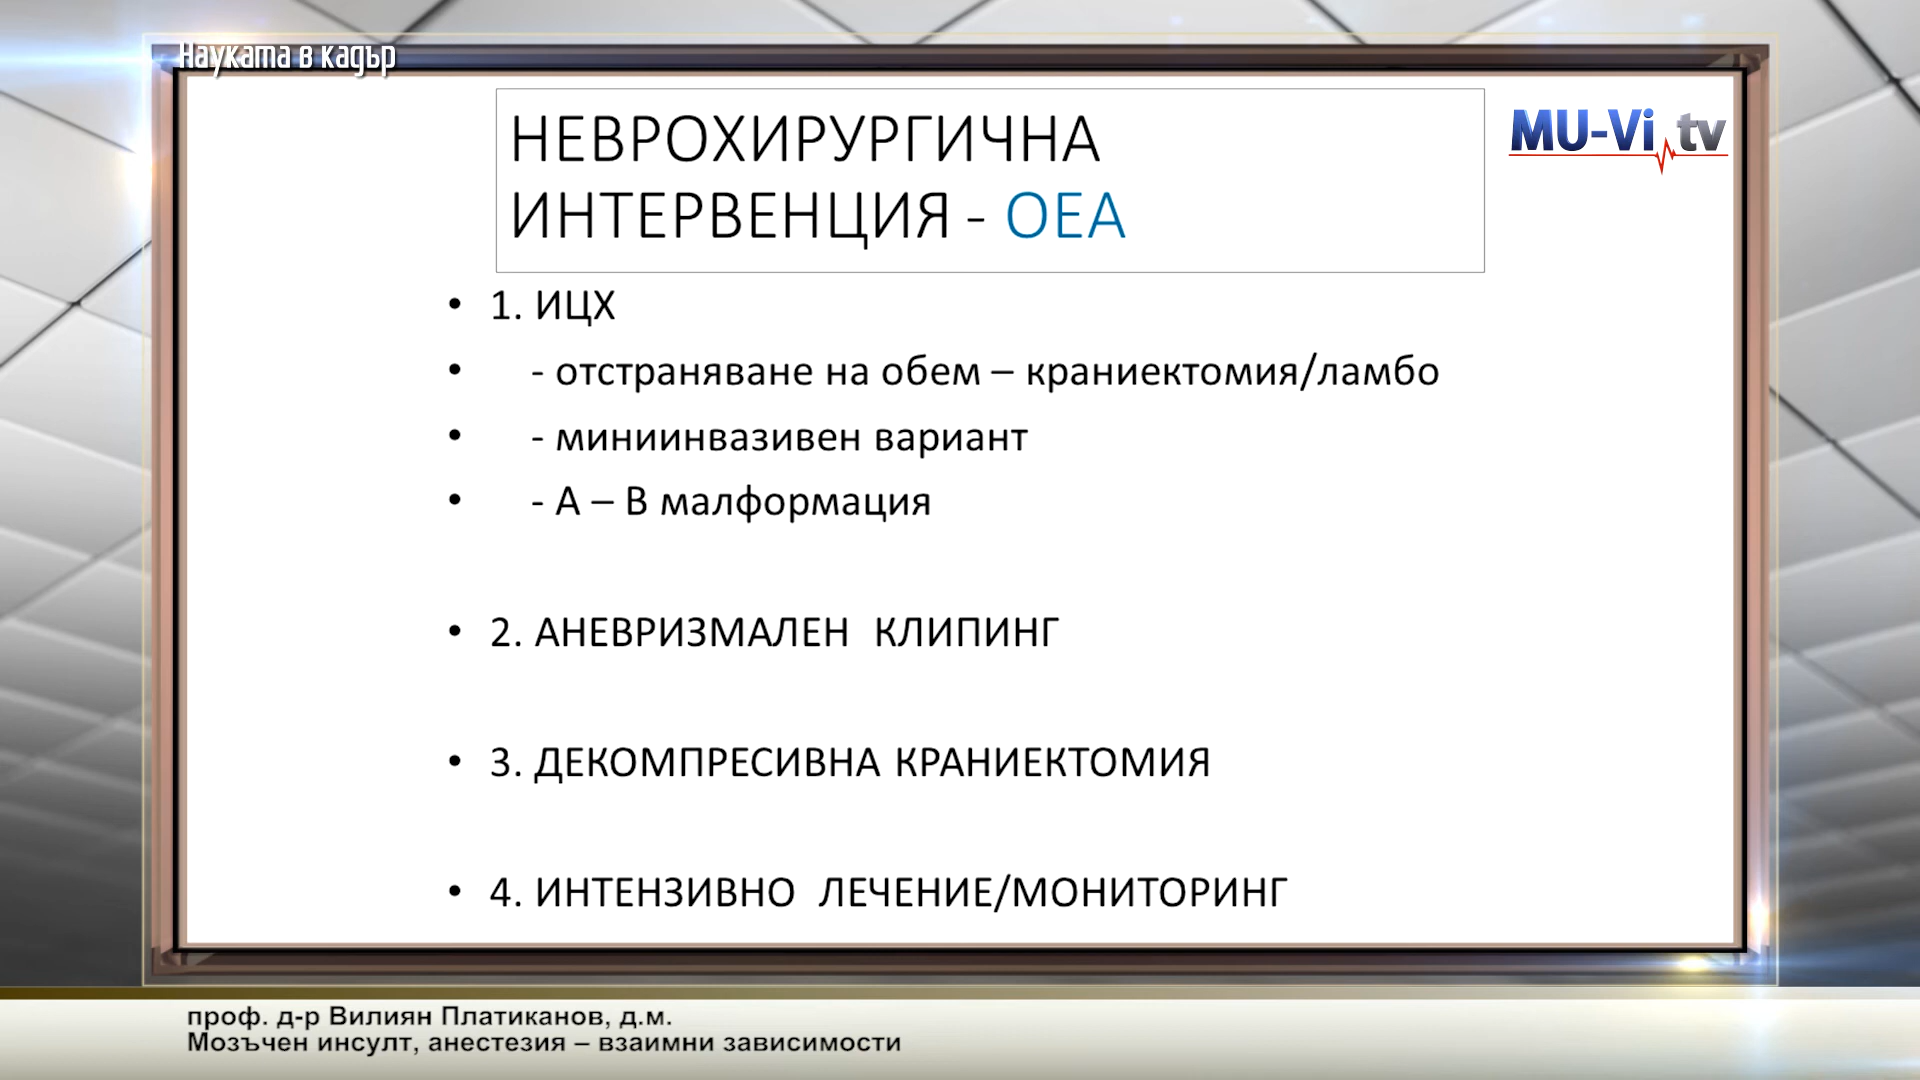 Науката в кадър
MU-Vi.tv
НЕВРОХИРУРГИЧНА
ИНТЕРВЕНЦИЯ - ОЕА
• 1. ИЦХ
• - отстраняване на обем – краниектомия/ламбо
• - миниинвазивен вариант
• - А – В малформация
• 2. АНЕВРИЗМАЛЕН КЛИПИНГ
• 3. ДЕКОМПРЕСИВНА КРАНИЕКТОМИЯ
• 4. ИНТЕНЗИВНО ЛЕЧЕНИЕ/МОНИТОРИНГ
проф. д-р Вилиян Платиканов, д.м.
Мозъчен инсулт, анестезия – взаимни зависимости